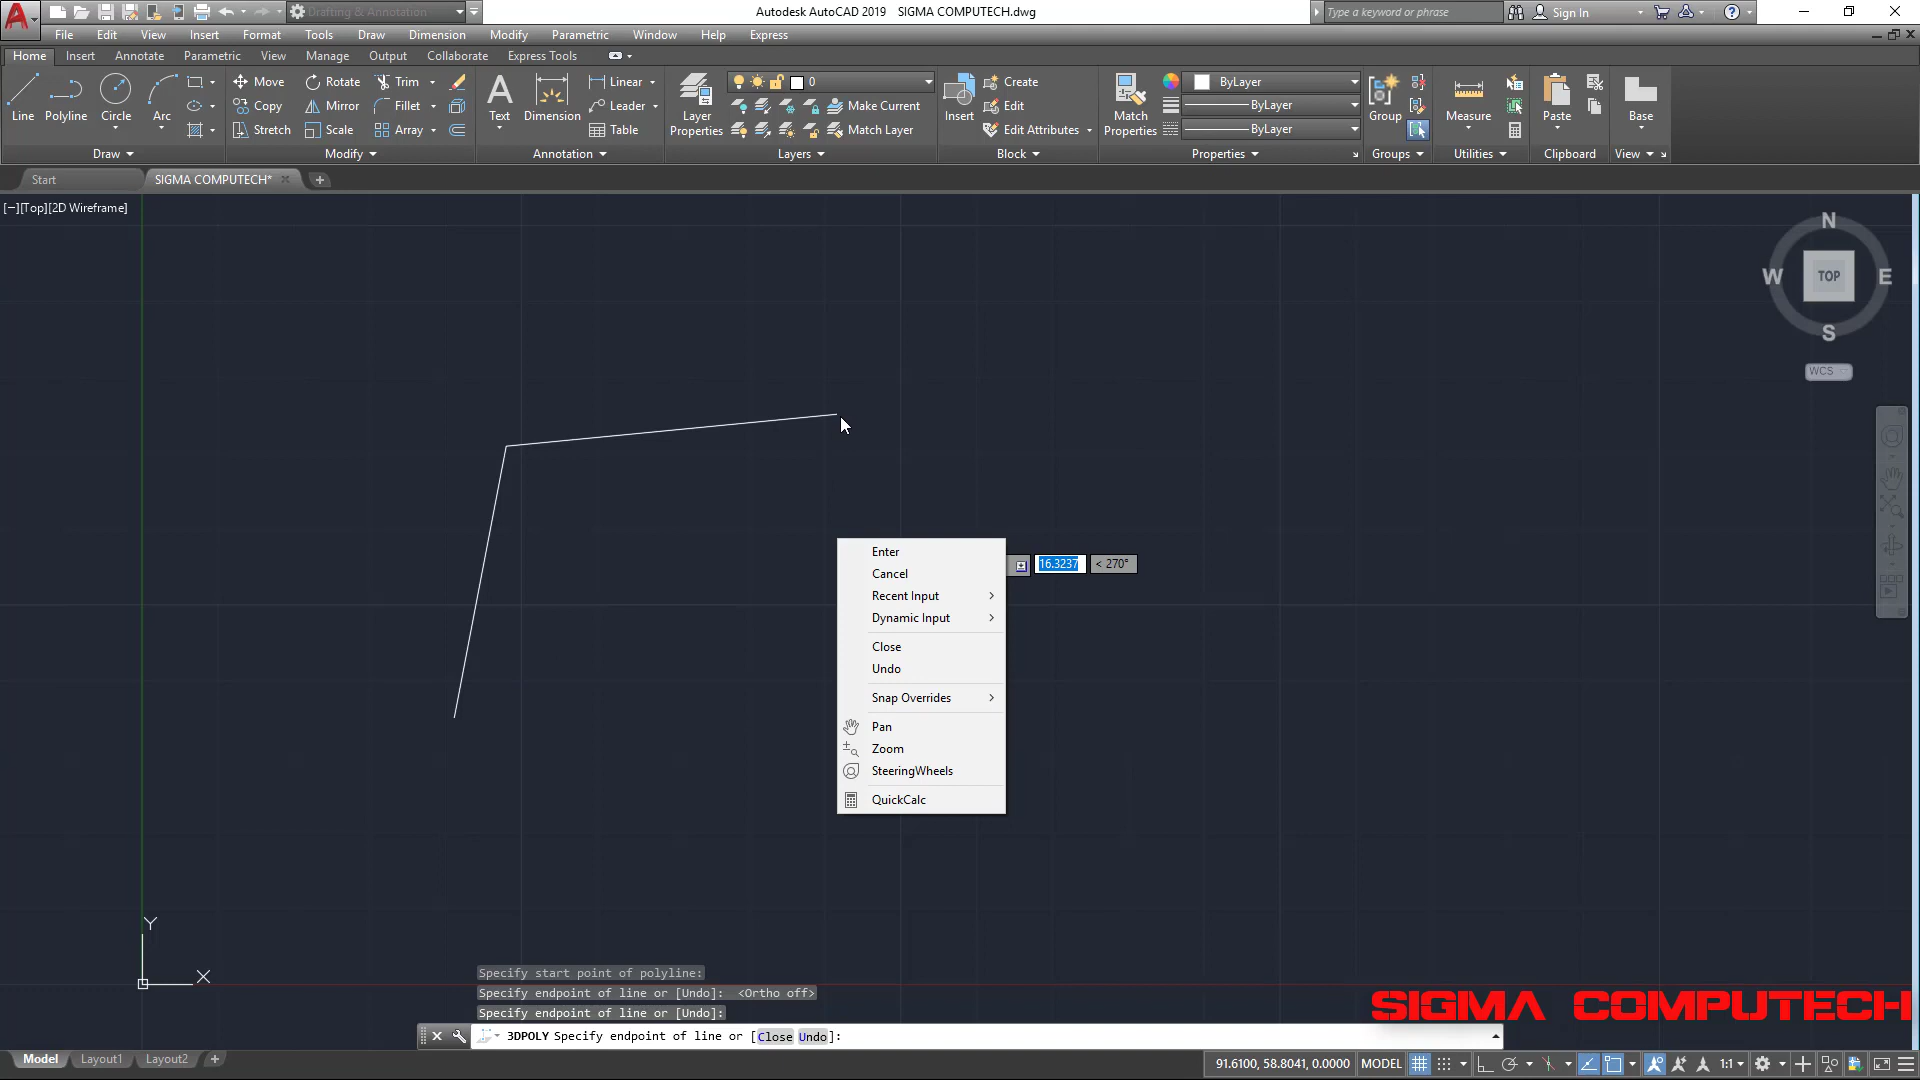 Drafting & Annotation
Autodesk AutoCAD 2019 SIGMA COMPUTECH.dwg
Type a keyword or phrase
Sign In
File Edit View Insert Format Tools Draw Dimension Modify Parametric Window Help Express
Home Insert Annotate Parametric View Manage Output Collaborate Express Tools
Line Polyline Circle Arc
Move Rotate Trim
Copy Mirror Fillet
Stretch Scale Array
Text Dimension
Linear
Leader
Table
Layer Properties
0
Make Current
Match Layer
Insert
Create
Edit
Edit Attributes
Match Properties
ByLayer
ByLayer
ByLayer
Group
Measure
Paste
Base
Draw Modify Annotation Layers Block Properties Groups Utilities Clipboard View
Start SIGMA COMPUTECH*
[−][Top][2D Wireframe]
N
W TOP E
S
WCS
Enter
Cancel
Recent Input
Dynamic Input
Close
Undo
Snap Overrides
Pan
Zoom
SteeringWheels
QuickCalc
16.3237 < 270°
Y
X
Specify start point of polyline:
Specify endpoint of line or [Undo]: <Ortho off>
Specify endpoint of line or [Undo]:
3DPOLY Specify endpoint of line or [Close Undo]:
SIGMA COMPUTECH
Model Layout1 Layout2
91.6100, 58.8041, 0.0000 MODEL 1:1